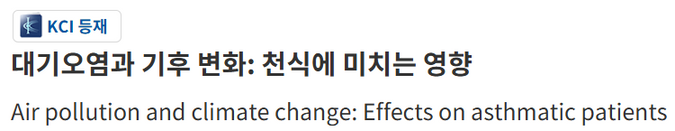 KCI 등재
대기오염과 기후 변화: 천식에 미치는 영향
Air pollution and climate change: Effects on asthmatic patients